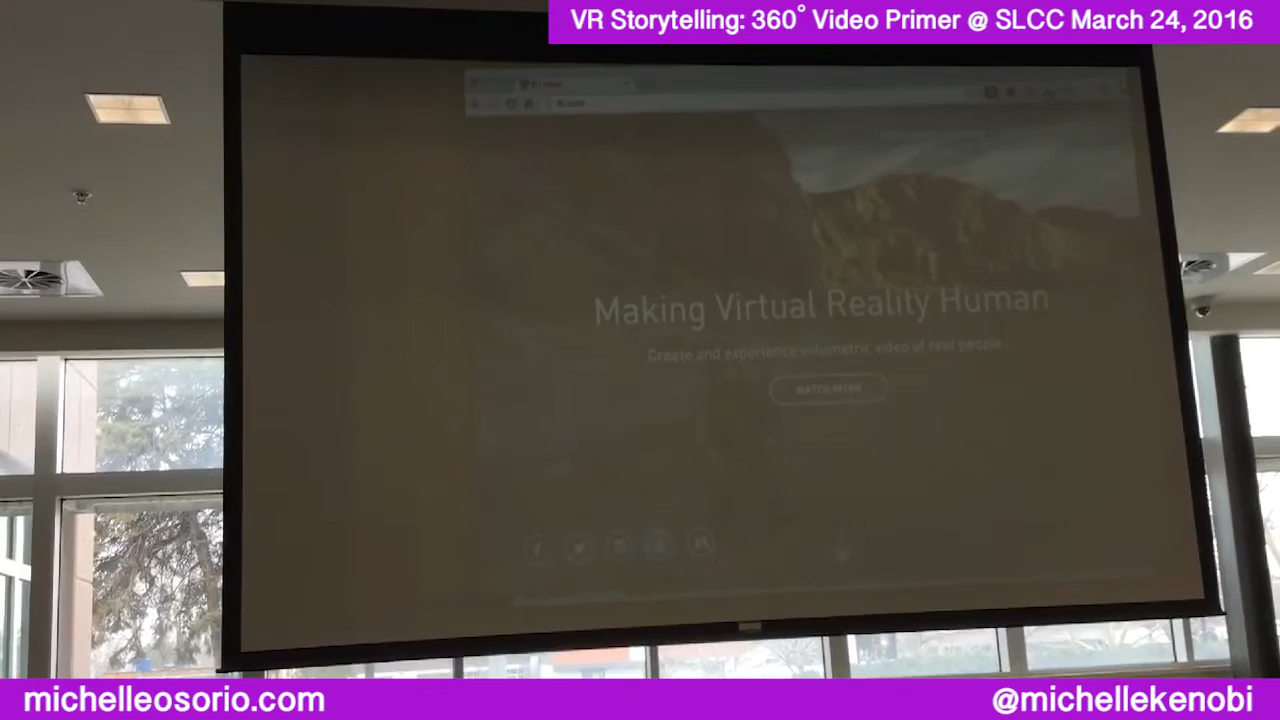 VR Storytelling: 360° Video Primer @ SLCC March 24, 2016
Making Virtual Reality Human
Create and experience volumetric video of real people.
michelleosorio.com
@michellekenobi